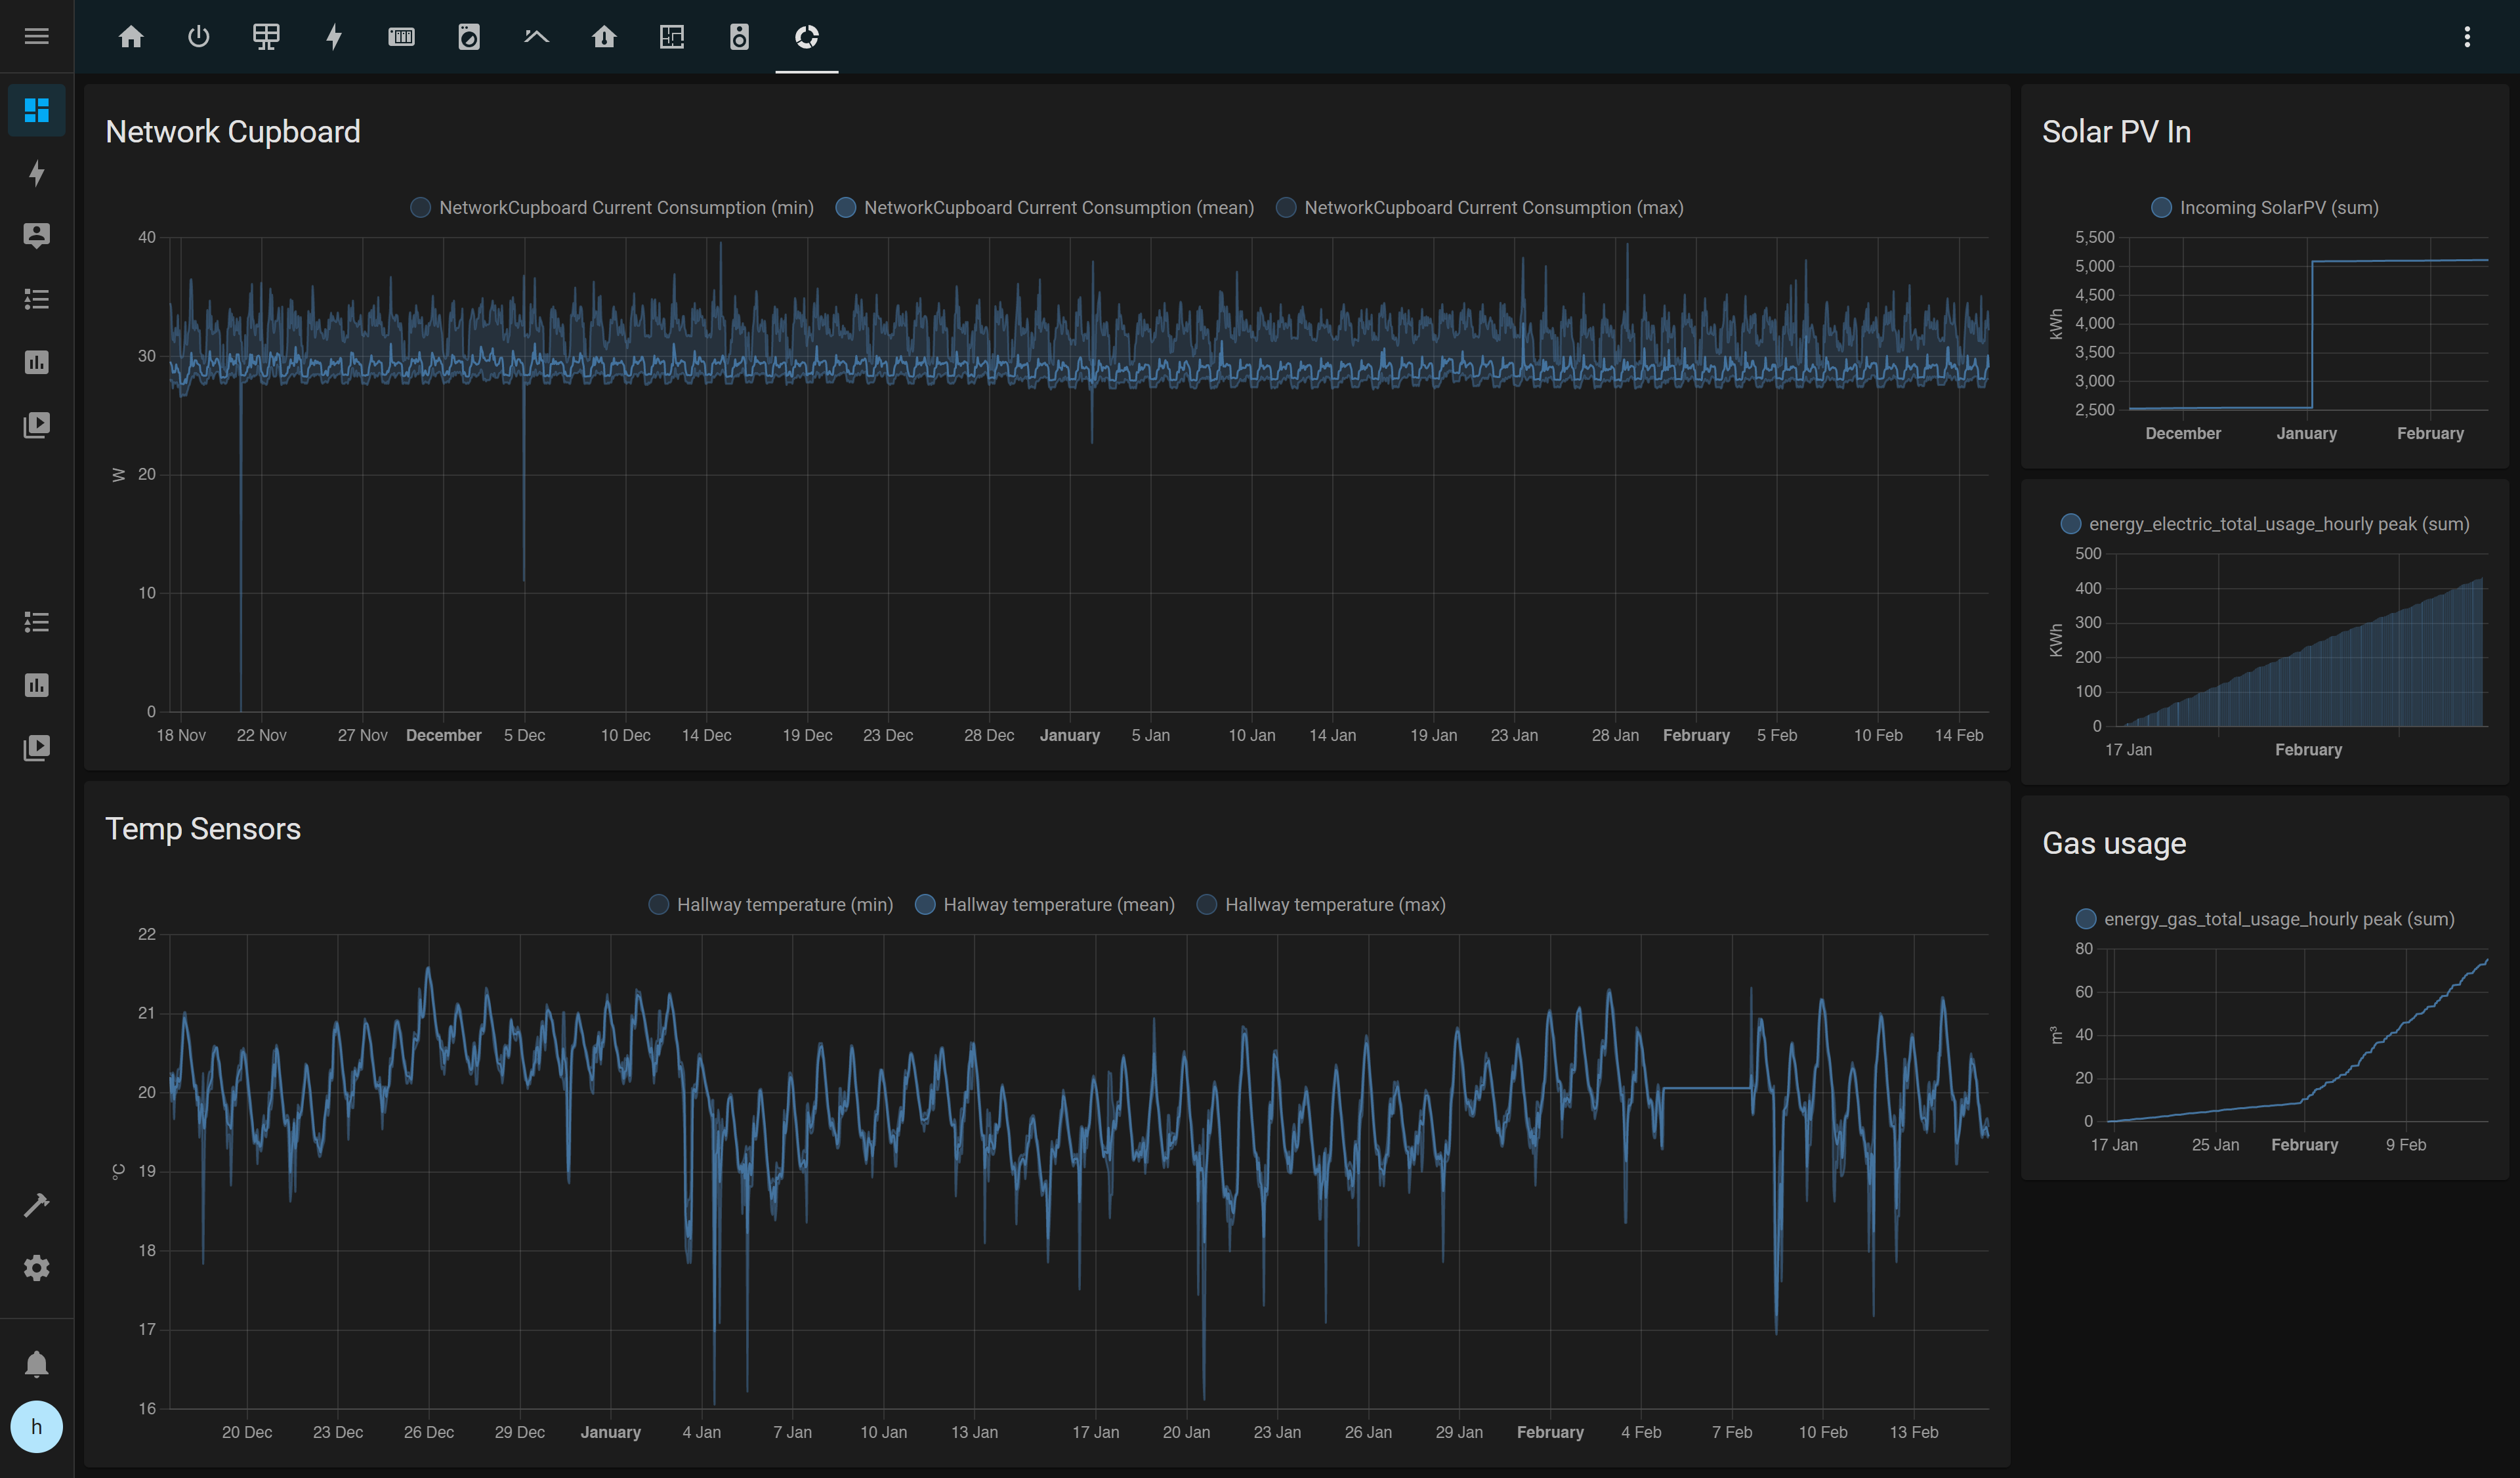 Network Cupboard
NetworkCupboard Current Consumption (min) NetworkCupboard Current Consumption (mean) NetworkCupboard Current Consumption (max)
40
30
20
10
0
W
18 Nov 22 Nov 27 Nov December 5 Dec 10 Dec 14 Dec 19 Dec 23 Dec 28 Dec January 5 Jan 10 Jan 14 Jan 19 Jan 23 Jan 28 Jan February 5 Feb 10 Feb 14 Feb
Temp Sensors
Hallway temperature (min) Hallway temperature (mean) Hallway temperature (max)
22
21
20
19
18
17
16
°C
20 Dec 23 Dec 26 Dec 29 Dec January 4 Jan 7 Jan 10 Jan 13 Jan 17 Jan 20 Jan 23 Jan 26 Jan 29 Jan February 4 Feb 7 Feb 10 Feb 13 Feb
Solar PV In
Incoming SolarPV (sum)
5,500
5,000
4,500
4,000
3,500
3,000
2,500
kWh
December January February
energy_electric_total_usage_hourly peak (sum)
500
400
300
200
100
0
KWh
17 Jan February
Gas usage
energy_gas_total_usage_hourly peak (sum)
80
60
40
20
0
m³
17 Jan 25 Jan February 9 Feb
h